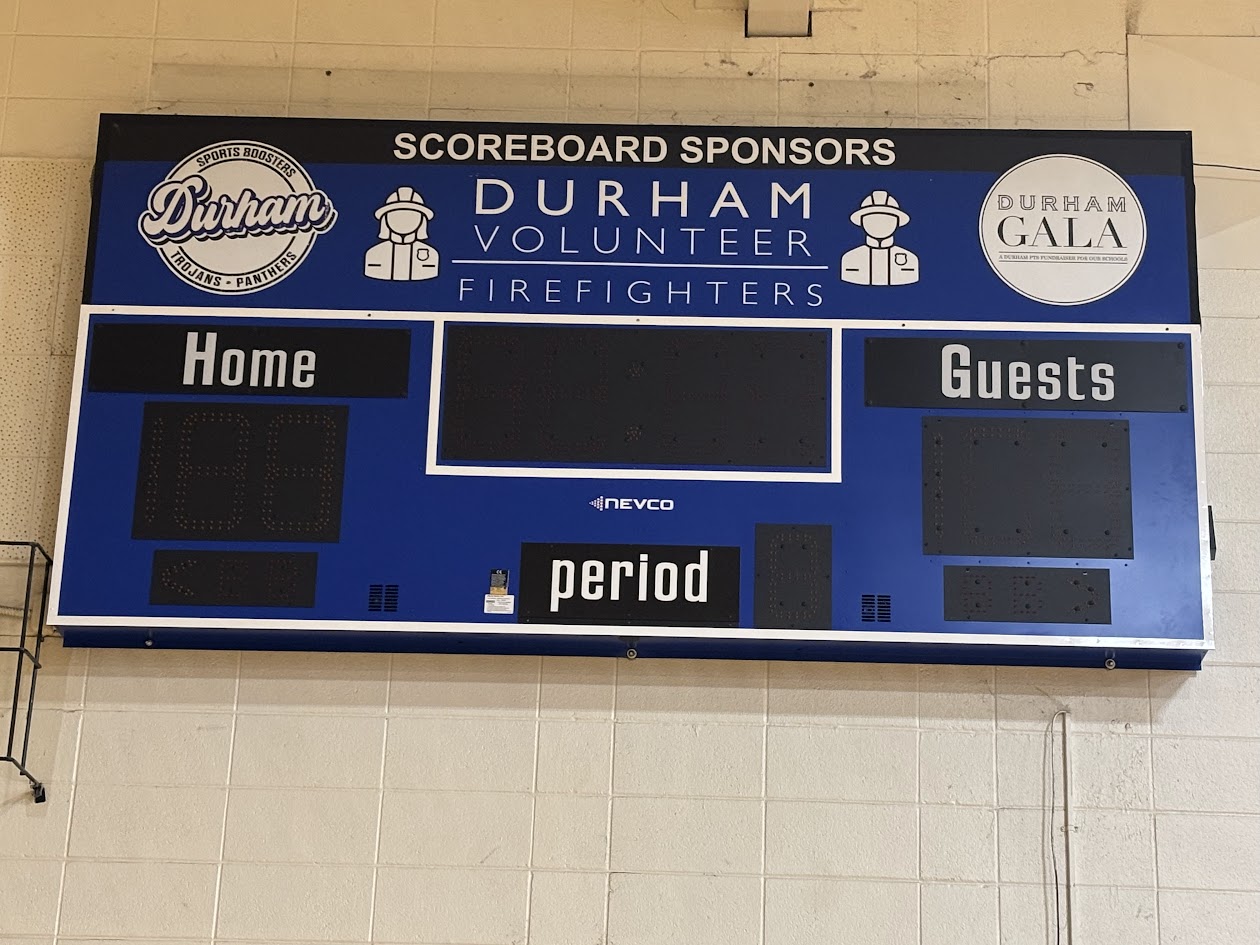 SCOREBOARD SPONSORS
SPORTS BOOSTERS
Durham
TROJANS - PANTHERS
DURHAM
VOLUNTEER
FIREFIGHTERS
DURHAM
GALA
A DURHAM PTS FUNDRAISER FOR OUR SCHOOLS
Home
Guests
NEVCO
period